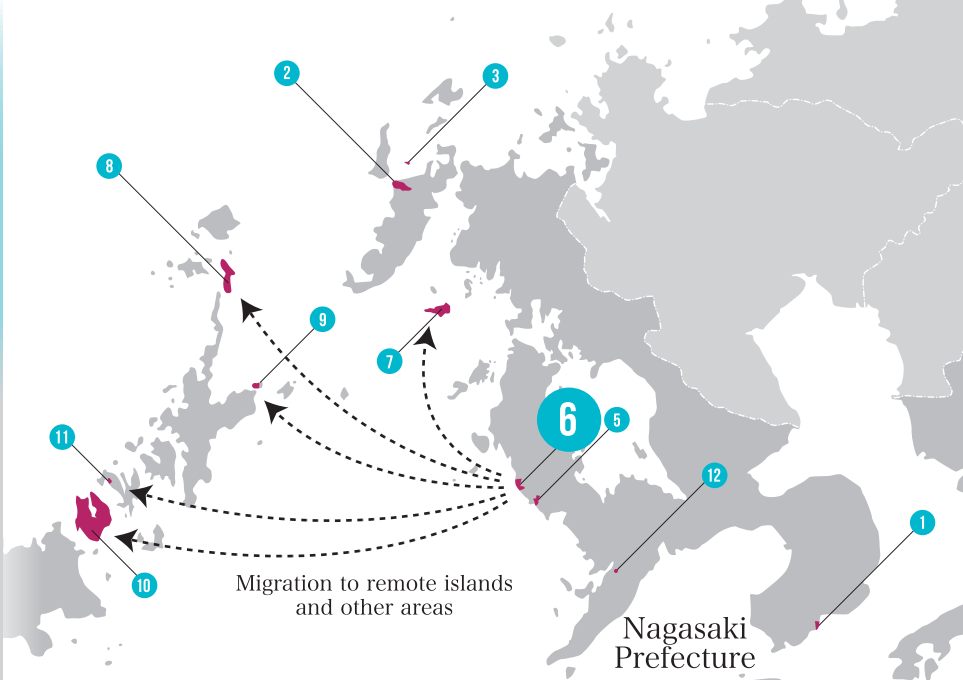 2
3
8
9
7
6
5
11
12
1
10
Migration to remote islands
and other areas
Nagasaki
Prefecture